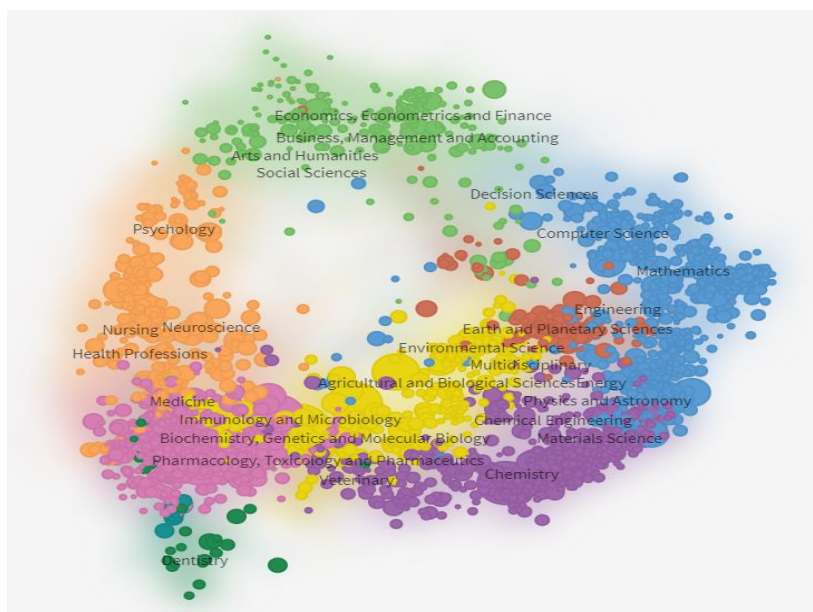 Economics, Econometrics and Finance
Business, Management and Accounting
Arts and Humanities
Social Sciences
Decision Sciences
Psychology
Computer Science
Mathematics
Engineering
Nursing
Neuroscience
Earth and Planetary Sciences
Health Professions
Environmental Science
Multidisciplinary
Agricultural and Biological Sciences
Energy
Medicine
Physics and Astronomy
Immunology and Microbiology
Chemical Engineering
Biochemistry, Genetics and Molecular Biology
Materials Science
Pharmacology, Toxicology and Pharmaceutics
Chemistry
Veterinary
Dentistry